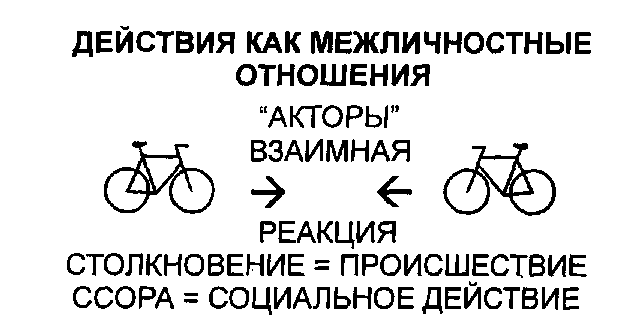 ДЕЙСТВИЯ КАК МЕЖЛИЧНОСТНЫЕ
ОТНОШЕНИЯ
“АКТОРЫ”
ВЗАИМНАЯ
РЕАКЦИЯ
СТОЛКНОВЕНИЕ = ПРОИСШЕСТВИЕ
ССОРА = СОЦИАЛЬНОЕ ДЕЙСТВИЕ